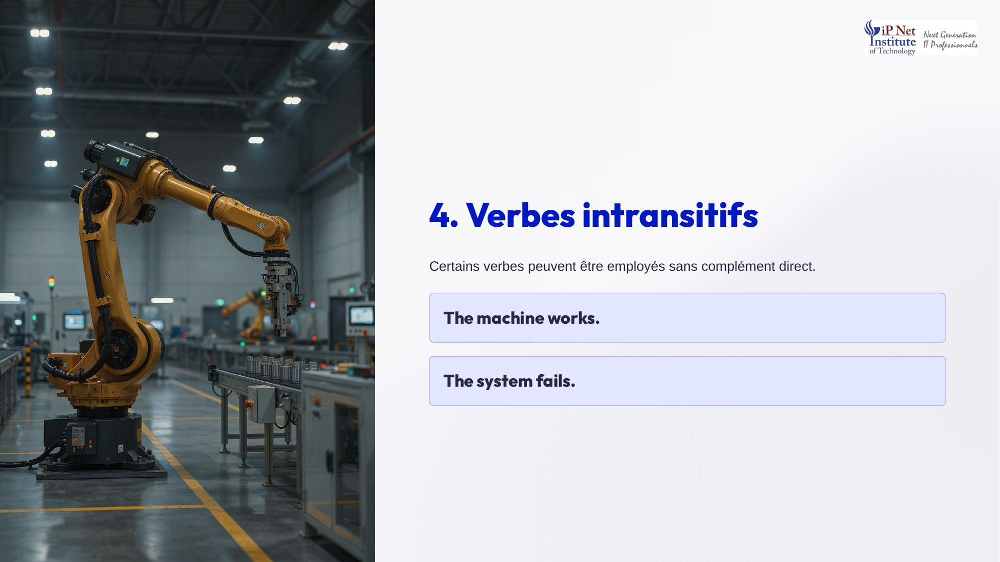 iP Net
Institute
of Technology
Next Generation
IT Professionnels
4. Verbes intransitifs
Certains verbes peuvent être employés sans complément direct.
The machine works.
The system fails.